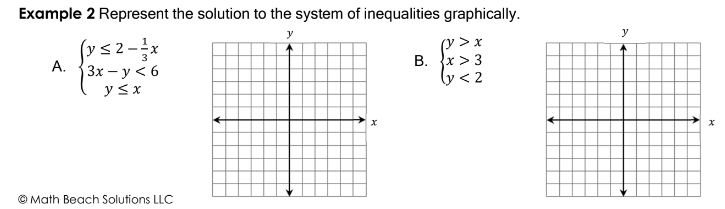 Example 2 Represent the solution to the system of inequalities graphically.
y
A. { y ≤ 2 − 1/3 x
3x − y < 6
y ≤ x
x
y
B. { y > x
x > 3
y < 2
x
© Math Beach Solutions LLC